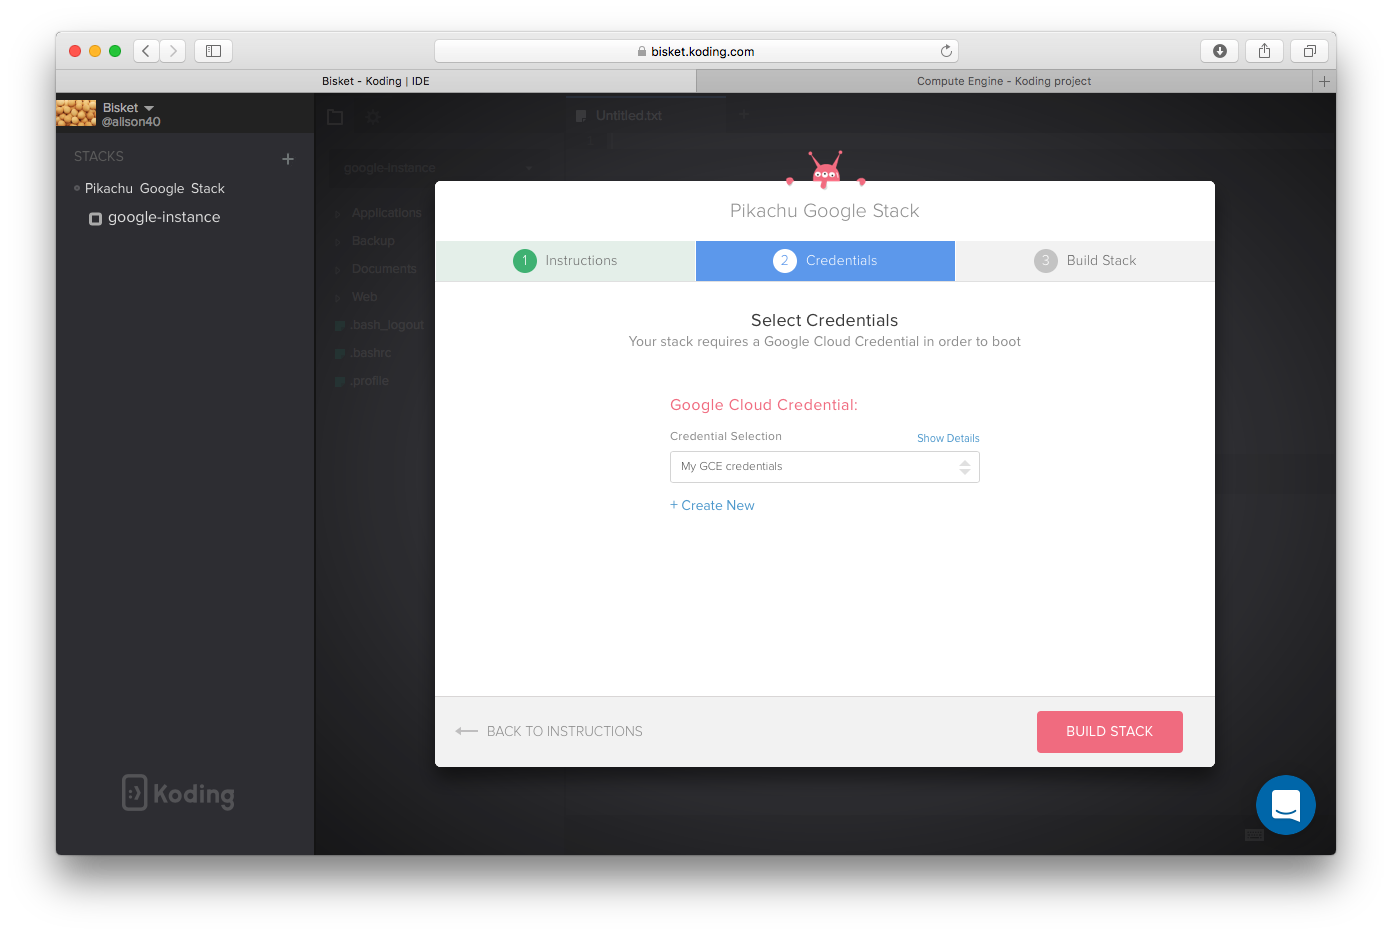 bisket.koding.com
Bisket - Koding | IDE
Compute Engine - Koding project
Bisket
@alison40
STACKS
Pikachu Google Stack
google-instance
Untitled.txt
1
google-instance
Applications
Backup
Documents
Web
.bash_logout
.bashrc
.profile
Pikachu Google Stack
1 Instructions
2 Credentials
3 Build Stack
Select Credentials
Your stack requires a Google Cloud Credential in order to boot
Google Cloud Credential:
Credential Selection
Show Details
My GCE credentials
+ Create New
BACK TO INSTRUCTIONS
BUILD STACK
Koding